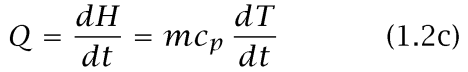 Q = dH/dt = mc_p dT/dt (1.2c)